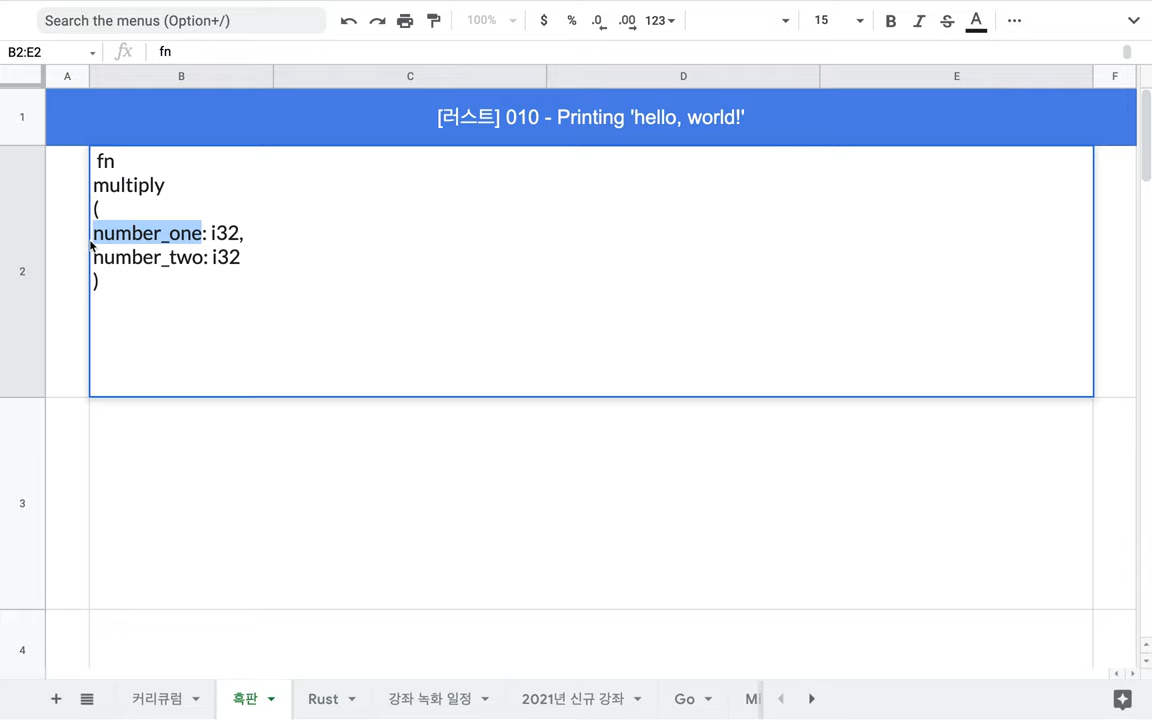 Search the menus (Option+/)
100%
$ % .0 .00 123
15
B I S A
B2:E2
fx
fn
A B C D E F
1
[러스트] 010 - Printing 'hello, world!'
2
fn
multiply
(
number_one: i32,
number_two: i32
)
3
4
+ 커리큘럼 흑판 Rust 강좌 녹화 일정 2021년 신규 강좌 Go